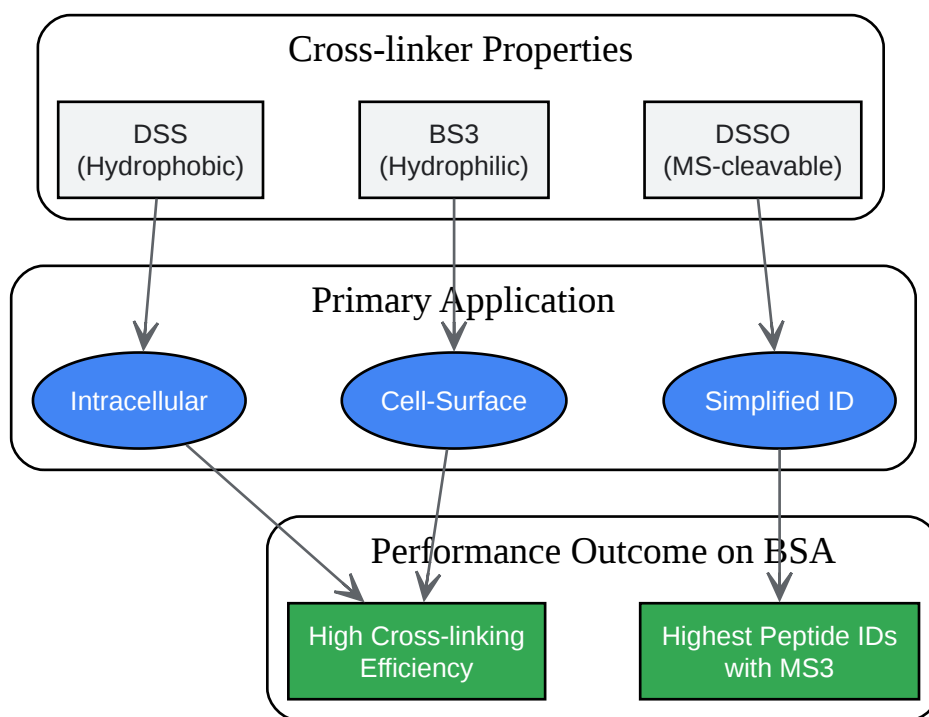 Cross-linker Properties
DSS
(Hydrophobic)
BS3
(Hydrophilic)
DSSO
(MS-cleavable)
Primary Application
Intracellular
Cell-Surface
Simplified ID
Performance Outcome on BSA
High Cross-linking
Efficiency
Highest Peptide IDs
with MS3